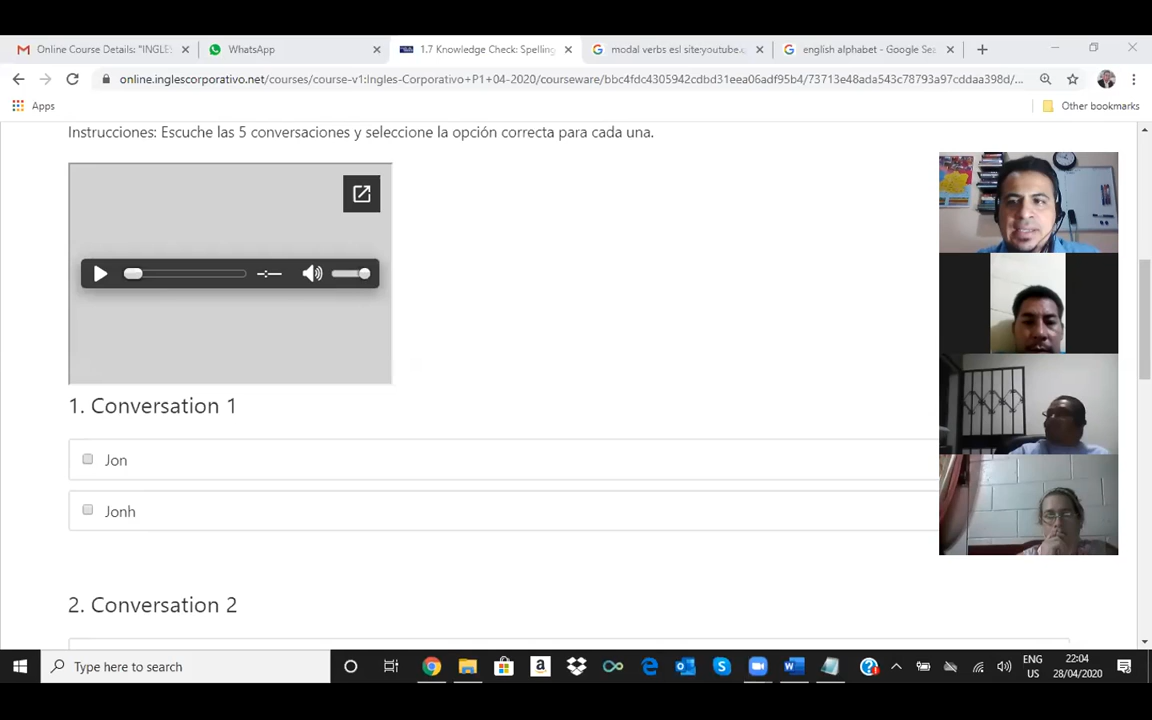 Online Course Details: "INGLES
WhatsApp
1.7 Knowledge Check: Spelling
modal verbs esl siteyoutube.
english alphabet - Google Sea
online.inglescorporativo.net/courses/course-v1:Ingles-Corporativo+P1+04-2020/courseware/bbc4fdc4305942cdbd31eea06adf95b4/73713e48ada543c78793a97cddaa398d/...
Apps
Other bookmarks
Instrucciones: Escuche las 5 conversaciones y seleccione la opción correcta para cada una.
1. Conversation 1
Jon
Jonh
2. Conversation 2
Type here to search
ENG
US
22:04
28/04/2020